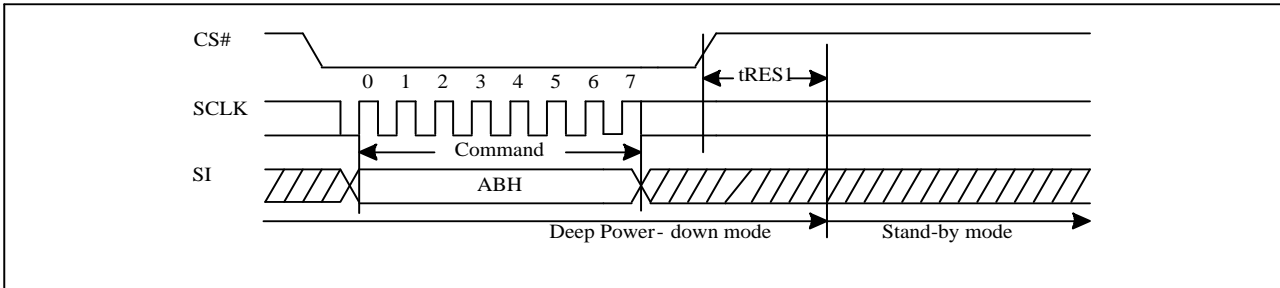 CS#
tRES1
0 1 2 3 4 5 6 7
SCLK
Command
SI
ABH
Deep Power- down mode
Stand-by mode